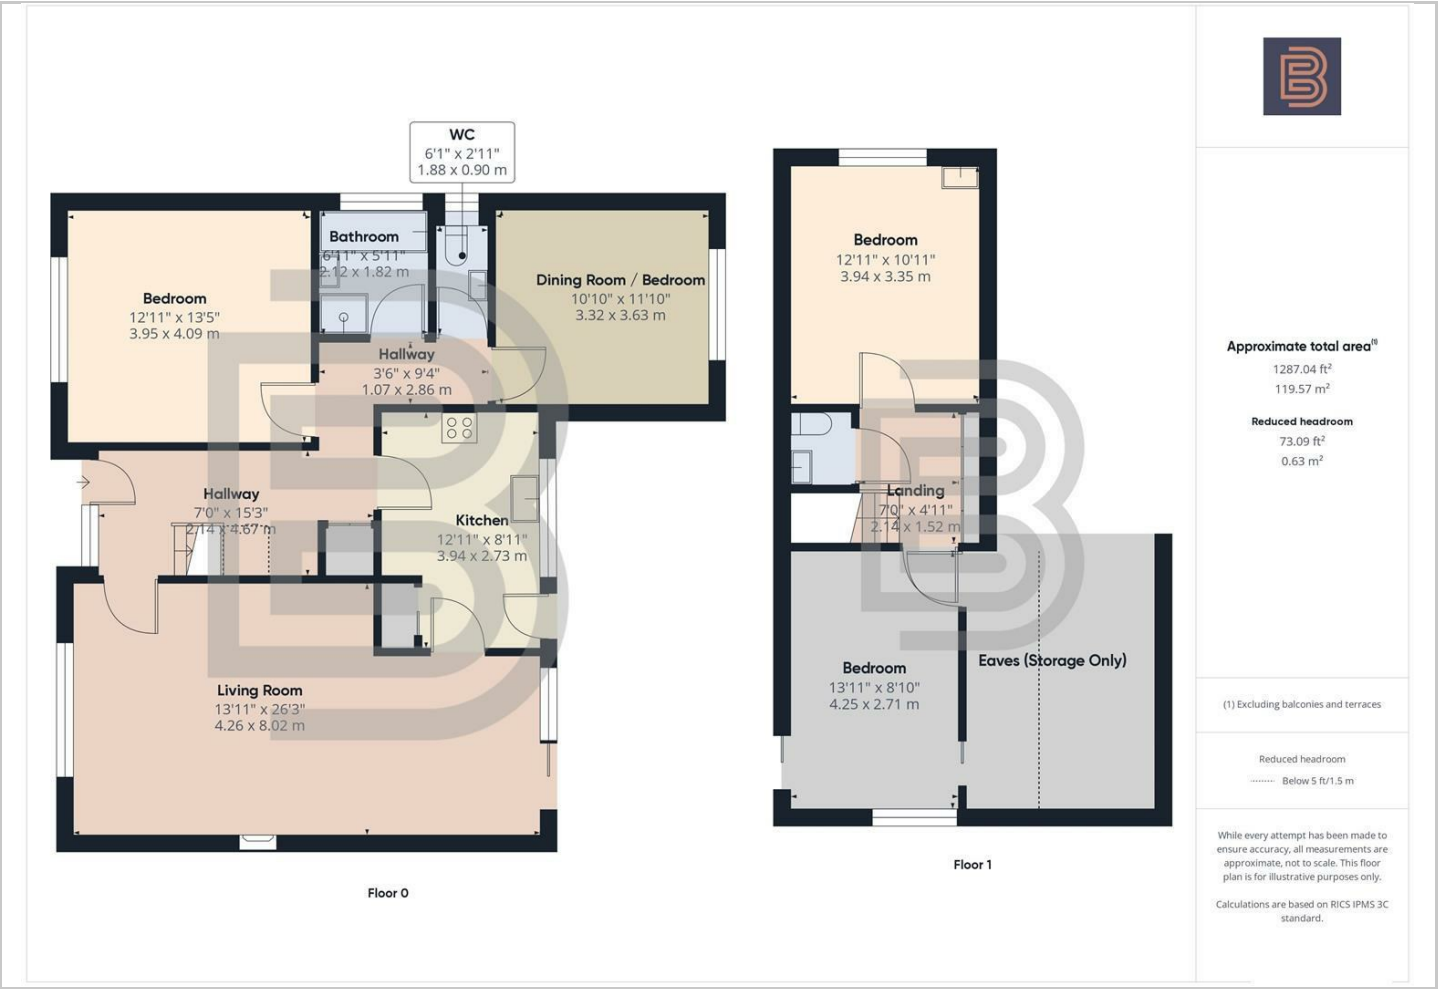 WC
6'1" x 2'11"
1.88 x 0.90 m
Bathroom
6'11" x 5'11"
2.12 x 1.82 m
Bedroom
12'11" x 13'5"
3.95 x 4.09 m
Dining Room / Bedroom
10'10" x 11'10"
3.32 x 3.63 m
Hallway
3'6" x 9'4"
1.07 x 2.86 m
Hallway
7'0" x 15'3"
2.14 x 4.67 m
Kitchen
12'11" x 8'11"
3.94 x 2.73 m
Living Room
13'11" x 26'3"
4.26 x 8.02 m
Floor 0
Bedroom
12'11" x 10'11"
3.94 x 3.35 m
Landing
7'0" x 4'11"
2.14 x 1.52 m
Bedroom
13'11" x 8'10"
4.25 x 2.71 m
Eaves (Storage Only)
Floor 1
B
Approximate total area(1)
1287.04 ft²
119.57 m²
Reduced headroom
73.09 ft²
0.63 m²
(1) Excluding balconies and terraces
Reduced headroom
Below 5 ft/1.5 m
While every attempt has been made to
ensure accuracy, all measurements are
approximate, not to scale. This floor
plan is for illustrative purposes only.
Calculations are based on RICS IPMS 3C
standard.